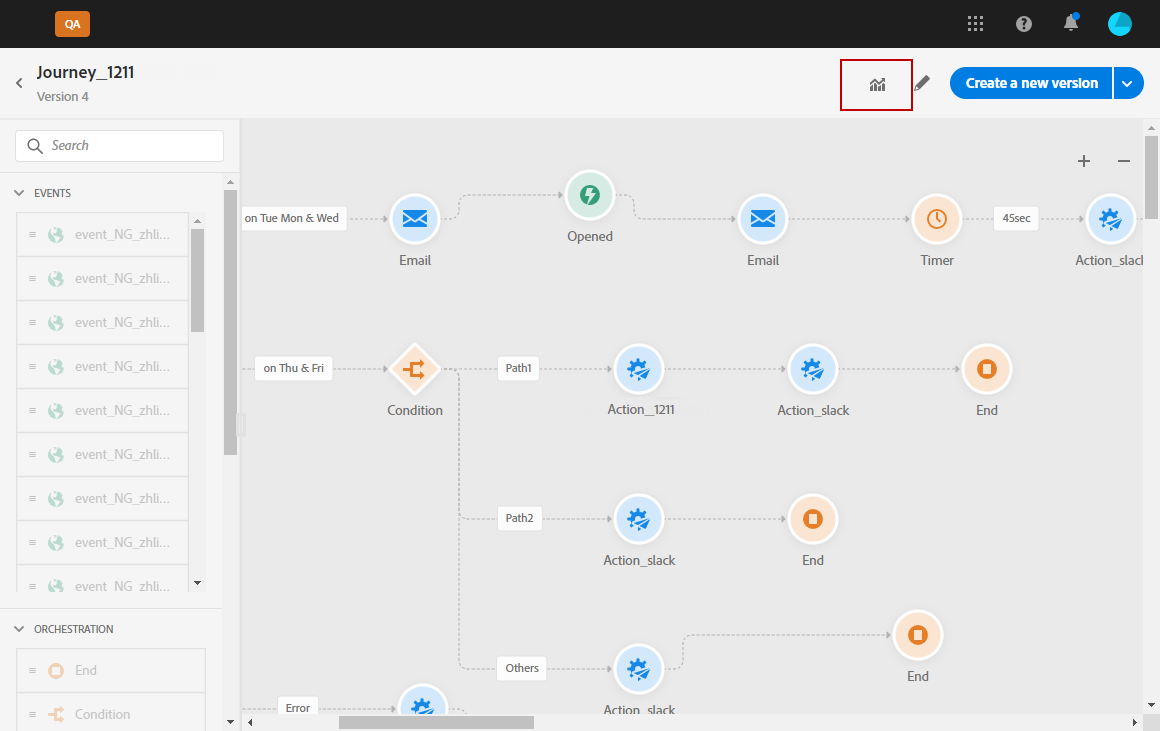 QA
Journey_1211
Version 4
Create a new version
Search
EVENTS
event_NG_zhli...
event_NG_zhli...
event_NG_zhli...
event_NG_zhli...
event_NG_zhli...
event_NG_zhli...
event_NG_zhli...
event_NG_zhli...
event_NG_zhli...
ORCHESTRATION
End
Condition
on Tue Mon & Wed
Email
Opened
Email
Timer
45sec
Action_slack
on Thu & Fri
Condition
Path1
Action_1211
Action_slack
End
Path2
Action_slack
End
Others
Action_slack
End
Error